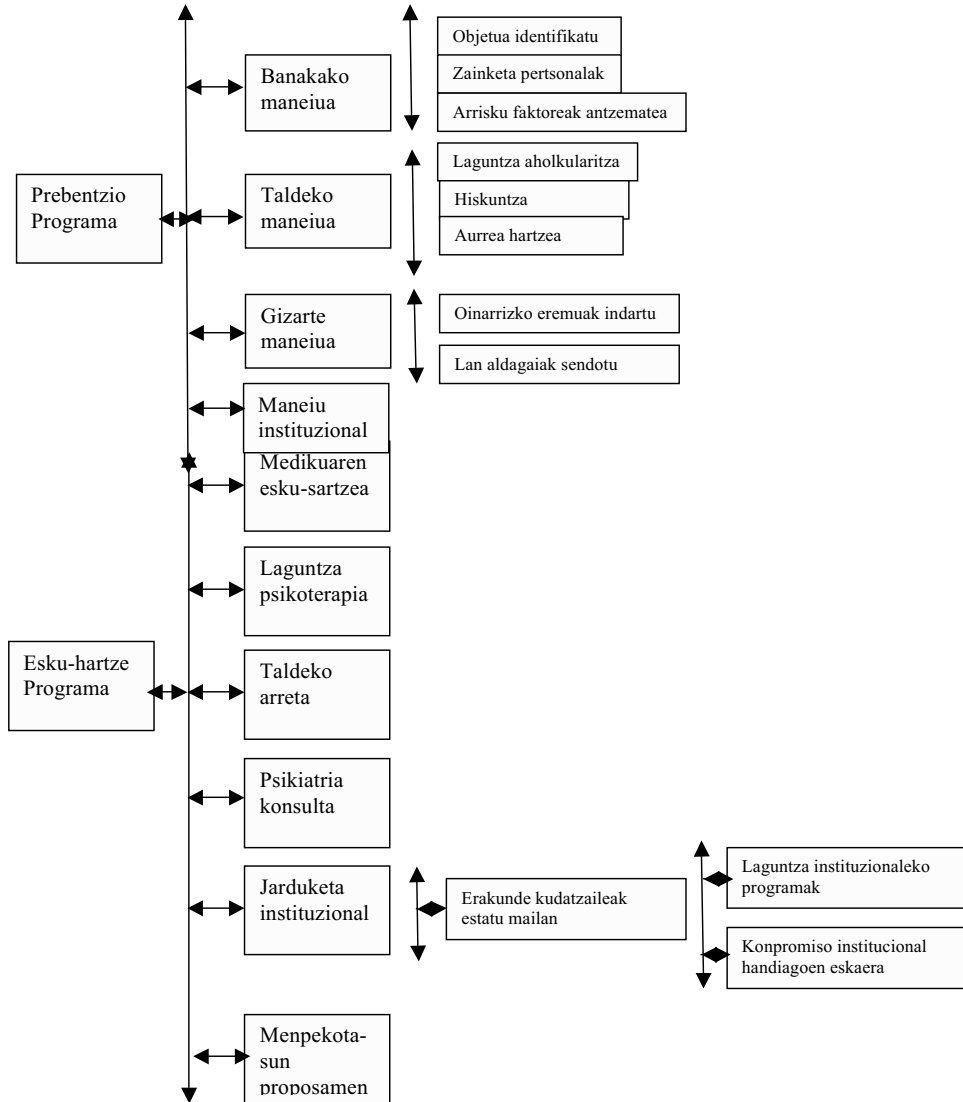 Objetua identifikatu
Banakako
maneiua
Zainketa pertsonalak
Arrisku faktoreak antzematea
Prebentzio
Programa
Taldeko
maneiua
Laguntza aholkularitza
Hiskuntza
Aurrea hartzea
Gizarte
maneiua
Oinarrizko eremuak indartu
Lan aldagaiak sendotu
Maneiu
instituzional
Medikuaren
esku-sartzea
Laguntza
psikoterapia
Esku-hartze
Programa
Taldeko
arreta
Psikiatria
konsulta
Jarduketa
instituzional
Erakunde kudatzaileak
estatu mailan
Laguntza instituzionaleko
programak
Konpromiso institucional
handiagoen eskaera
Menpekota-
sun
proposamen